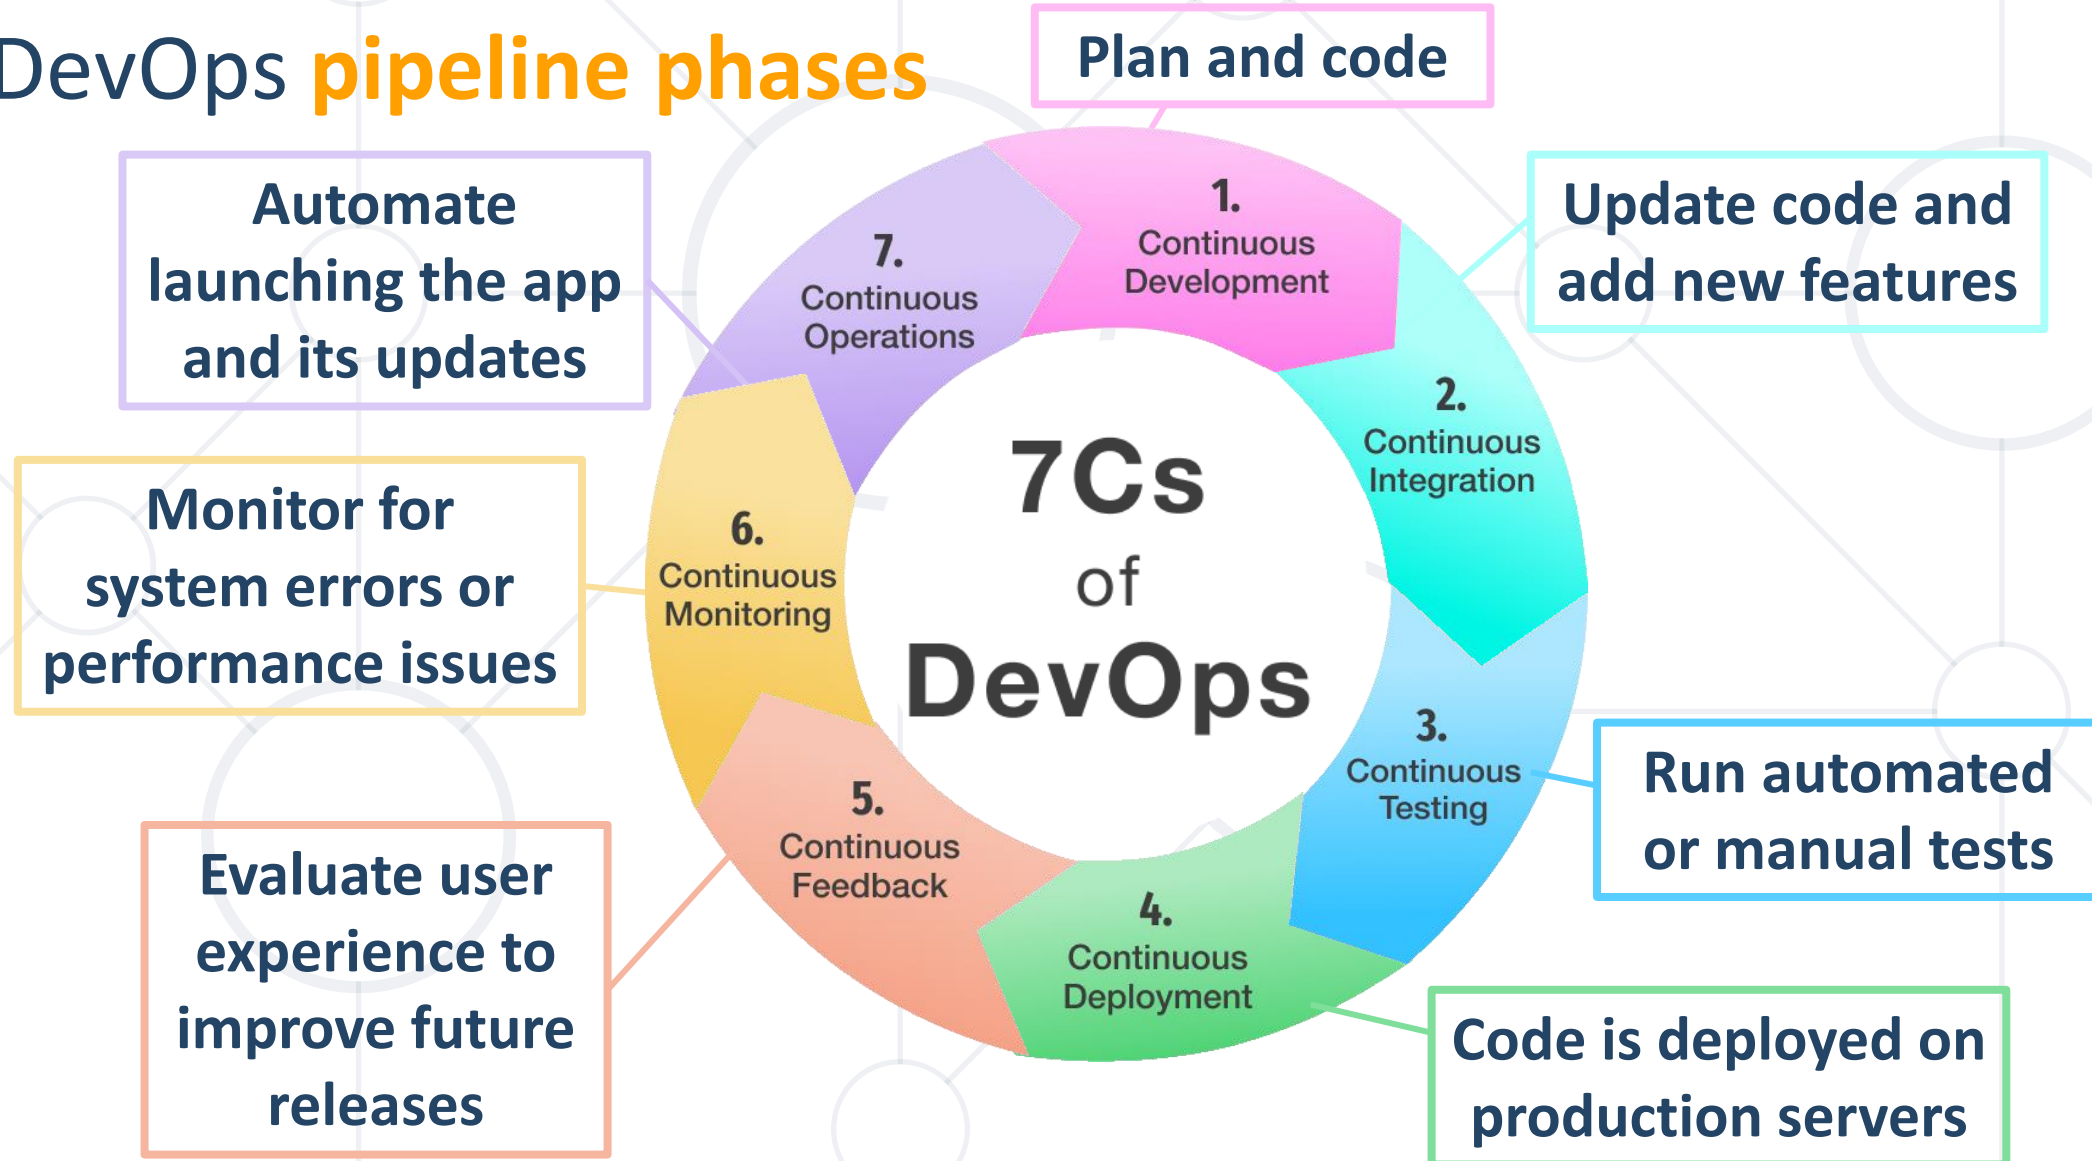 DevOps pipeline phases
Plan and code
Automate
launching the app
and its updates
Update code and
add new features
1.
Continuous
Development
7.
Continuous
Operations
2.
Continuous
Integration
7Cs
of
DevOps
Monitor for
system errors or
performance issues
6.
Continuous
Monitoring
3.
Continuous
Testing
Run automated
or manual tests
5.
Continuous
Feedback
Evaluate user
experience to
improve future
releases
4.
Continuous
Deployment
Code is deployed on
production servers